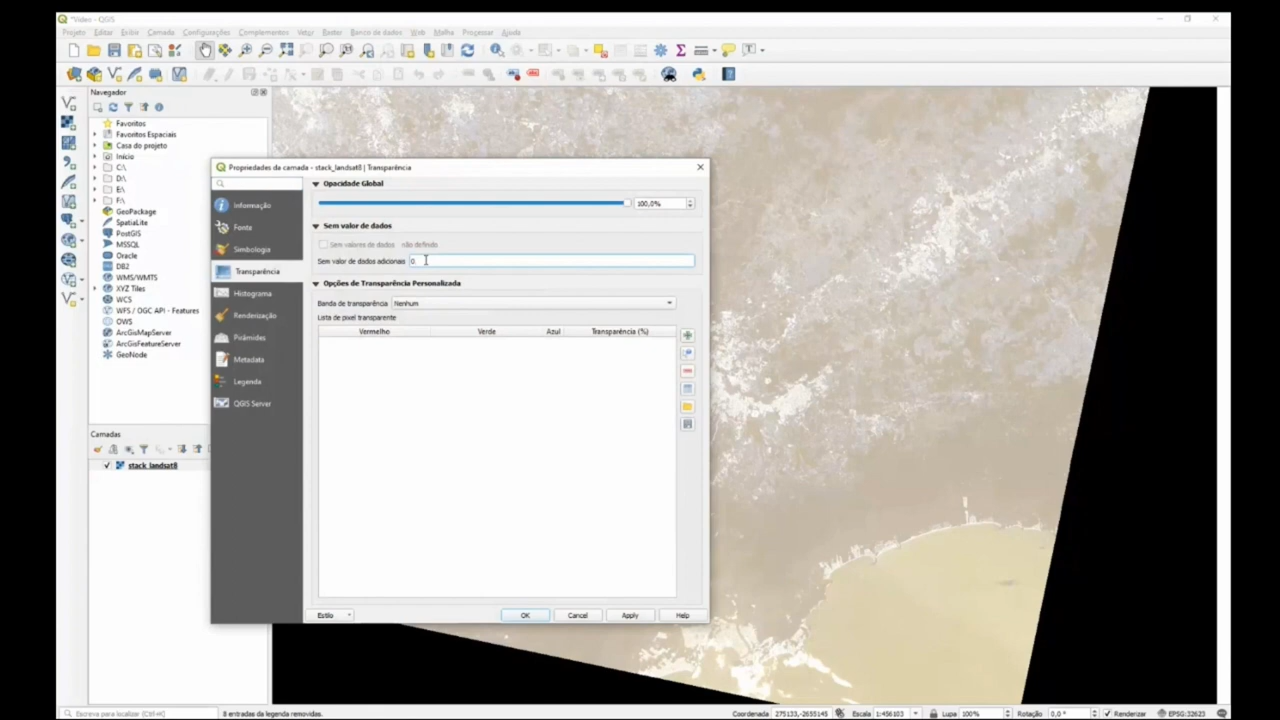 *Video - QGIS
Projeto Editar Exibir Camada Configurações Complementos Vetor Raster Banco de dados Web Malha Processar Ajuda
Navegador
Favoritos
Favoritos Espaciais
Casa do projeto
Início
C:\
D:\
E:\
F:\
GeoPackage
SpatiaLite
PostGIS
MSSQL
Oracle
DB2
WMS/WMTS
XYZ Tiles
WCS
WFS / OGC API - Features
OWS
ArcGisMapServer
ArcGisFeatureServer
GeoNode
Camadas
stack_landsat8
Propriedades da camada - stack_landsat8 | Transparência
Informação
Fonte
Simbologia
Transparência
Histograma
Renderização
Pirâmides
Metadata
Legenda
QGIS Server
Opacidade Global
100,0%
Sem valor de dados
Sem valores de dados não definido
Sem valor de dados adicionais 0
Opções de Transparência Personalizada
Banda de transparência Nenhum
Lista de pixel transparente
Vermelho Verde Azul Transparência (%)
Estilo OK Cancel Apply Help
Escreva para localizar (Ctrl+K) 8 entradas da legenda removidas. Coordenada 275133,-2655145 Escala 1:456103 Lupa 100% Rotação 0,0 ° Renderizar EPSG:32623